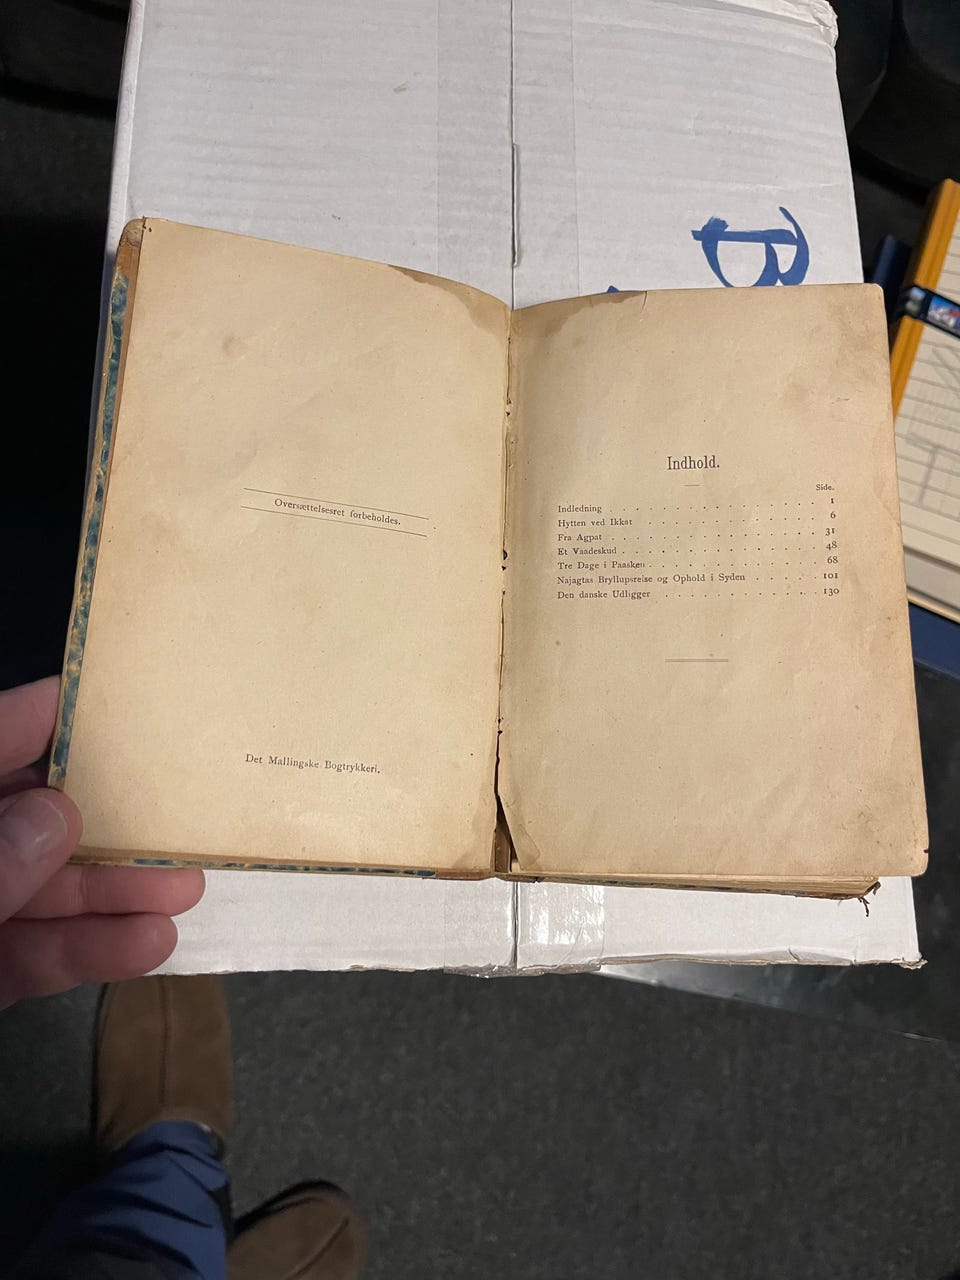 Oversættelsesret forbeholdes.
Det Mallingske Bogtrykkeri.
Indhold.
Side.
Indledning . . . . . . . . . . . . 1
Hytten ved Ikkat . . . . . . . . . . 6
Fra Agpat . . . . . . . . . . . . 31
Et Vaadeskud . . . . . . . . . . . 48
Tre Dage i Paasken . . . . . . . . . . 68
Najagtas Bryllupsreise og Ophold i Syden . . . . . 101
Den danske Udligger . . . . . . . . . . 130
B